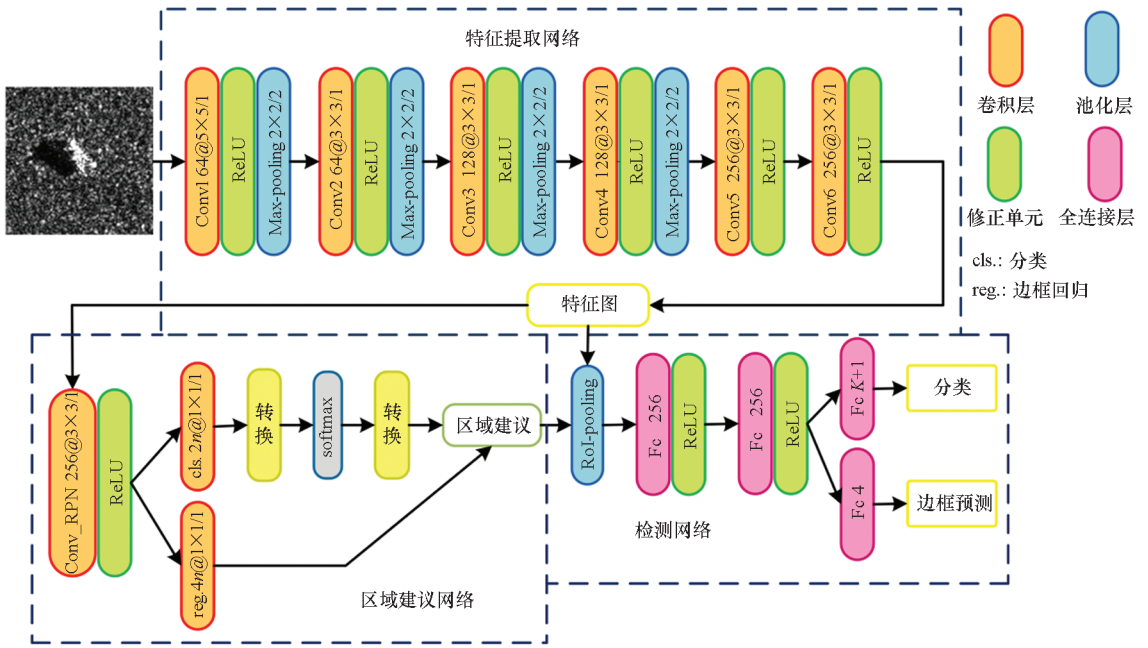 特征提取网络
Conv1 64@5×5/1
ReLU
Max-pooling 2×2/2
Conv2 64@3×3/1
ReLU
Max-pooling 2×2/2
Conv3 128@3×3/1
ReLU
Max-pooling 2×2/2
Conv4 128@3×3/1
ReLU
Max-pooling 2×2/2
Conv5 256@3×3/1
ReLU
Conv6 256@3×3/1
ReLU
卷积层
池化层
修正单元
全连接层
cls.: 分类
reg.: 边框回归
特征图
Conv_RPN 256@3×3/1
ReLU
cls. 2n@1×1/1
转换
softmax
转换
区域建议
reg.4n@1×1/1
区域建议网络
RoI-pooling
Fc 256
ReLU
Fc 256
ReLU
Fc K+1
分类
Fc 4
边框预测
检测网络